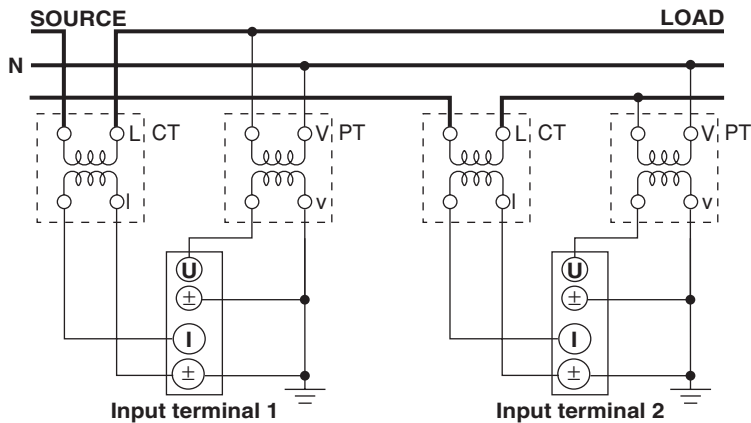 SOURCE LOAD
N
L CT V PT L CT V PT
l v l v
U U
± ±
I I
± ±
Input terminal 1 Input terminal 2